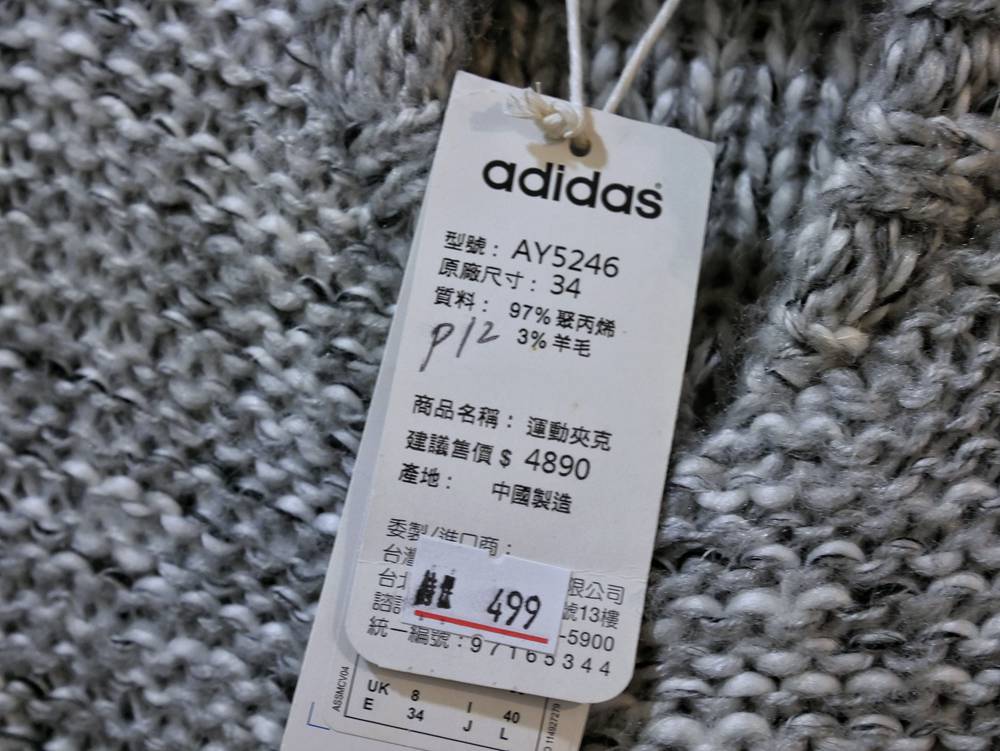 adidas
型號： AY5246
原廠尺寸： 34
質料： 97% 聚丙烯
3% 羊毛
p12
商品名稱： 運動夾克
建議售價 $ 4890
產地： 中國製造
委製/進口商：
台灣
限公司
台北
號13樓
-5900
499
統一編號：97165344
ASSMCV04
UK 8
E 34 I 40
J L